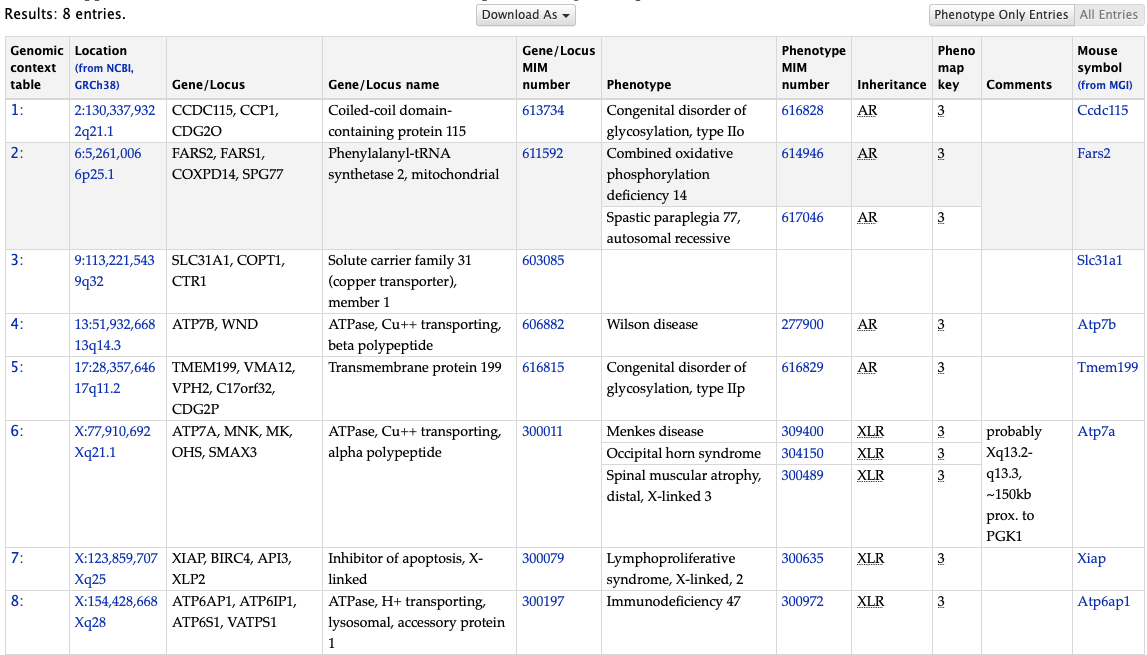 Results: 8 entries.
Download As
Phenotype Only Entries All Entries
Genomic context table
Location (from NCBI, GRCh38)
Gene/Locus
Gene/Locus name
Gene/Locus MIM number
Phenotype
Phenotype MIM number
Inheritance
Pheno map key
Comments
Mouse symbol (from MGI)
1:
2:130,337,932
2q21.1
CCDC115, CCP1,
CDG2O
Coiled-coil domain-
containing protein 115
613734
Congenital disorder of
glycosylation, type IIo
616828
AR
3
Ccdc115
2:
6:5,261,006
6p25.1
FARS2, FARS1,
COXPD14, SPG77
Phenylalanyl-tRNA
synthetase 2, mitochondrial
611592
Combined oxidative
phosphorylation
deficiency 14
614946
AR
3
Fars2
Spastic paraplegia 77,
autosomal recessive
617046
AR
3
3:
9:113,221,543
9q32
SLC31A1, COPT1,
CTR1
Solute carrier family 31
(copper transporter),
member 1
603085
Slc31a1
4:
13:51,932,668
13q14.3
ATP7B, WND
ATPase, Cu++ transporting,
beta polypeptide
606882
Wilson disease
277900
AR
3
Atp7b
5:
17:28,357,646
17q11.2
TMEM199, VMA12,
VPH2, C17orf32,
CDG2P
Transmembrane protein 199
616815
Congenital disorder of
glycosylation, type IIp
616829
AR
3
Tmem199
6:
X:77,910,692
Xq21.1
ATP7A, MNK, MK,
OHS, SMAX3
ATPase, Cu++ transporting,
alpha polypeptide
300011
Menkes disease
309400
XLR
3
probably
Xq13.2-
q13.3,
~150kb
prox. to
PGK1
Atp7a
Occipital horn syndrome
304150
XLR
3
Spinal muscular atrophy,
distal, X-linked 3
300489
XLR
3
7:
X:123,859,707
Xq25
XIAP, BIRC4, API3,
XLP2
Inhibitor of apoptosis, X-
linked
300079
Lymphoproliferative
syndrome, X-linked, 2
300635
XLR
3
Xiap
8:
X:154,428,668
Xq28
ATP6AP1, ATP6IP1,
ATP6S1, VATPS1
ATPase, H+ transporting,
lysosomal, accessory protein
1
300197
Immunodeficiency 47
300972
XLR
3
Atp6ap1